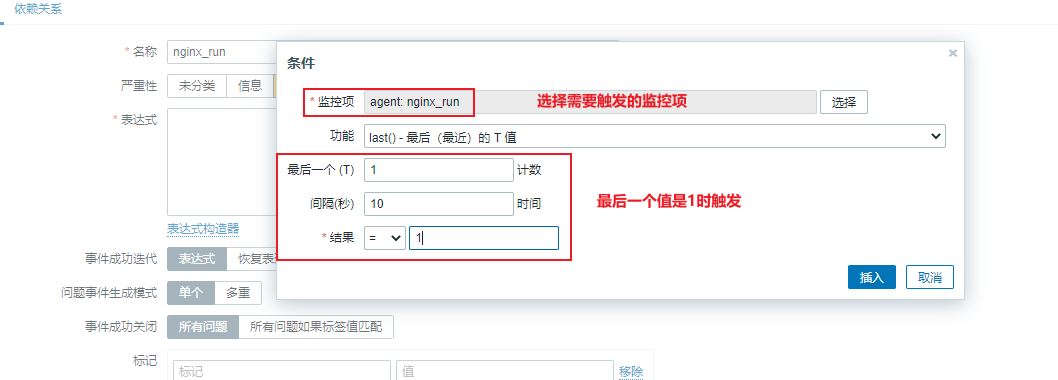 依赖关系
* 名称 nginx_run
严重性 未分类 信息
* 表达式
表达式构造器
事件成功迭代 表达式 恢复表
问题事件生成模式 单个 多重
事件成功关闭 所有问题 所有问题如果标签值匹配
标记 标记 值 移除
条件 ×
* 监控项 agent: nginx_run 选择需要触发的监控项 选择
功能 last() - 最后（最近）的 T 值
最后一个 (T) 1 计数
间隔(秒) 10 时间
最后一个值是1时触发
* 结果 = 1
插入 取消